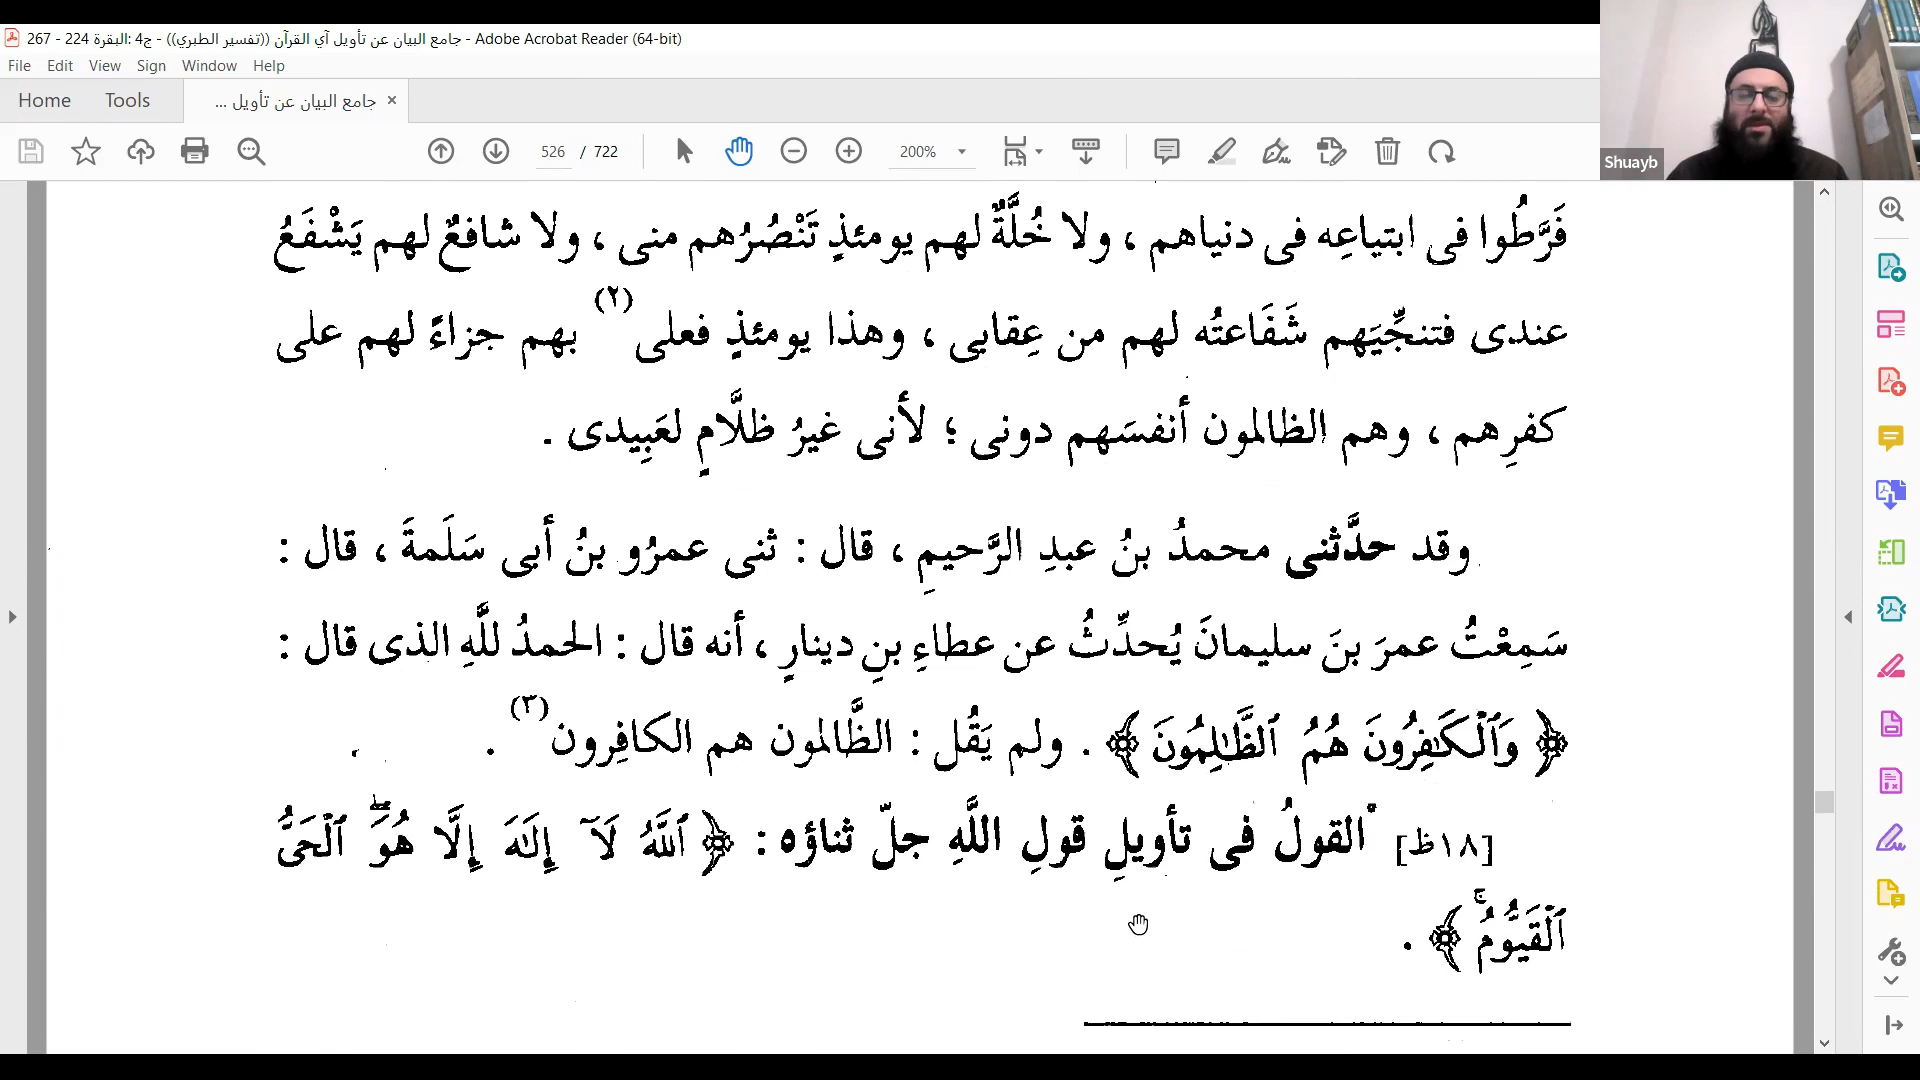 جامع البيان عن تأويل آي القرآن ((تفسير الطبري)) - ج4 :البقرة 224 - 267 - Adobe Acrobat Reader (64-bit)
File Edit View Sign Window Help
Home Tools جامع البيان عن تأويل ... ×
526 / 722 200%
Shuayb
فَرَّطُوا فى ابتياعِه فى دنياهم ، ولا خُلَّةٌ لهم يومئذٍ تَنْصُرُهم منى ، ولا شافعٌ لهم يَشْفَعُ
عندى فتنجِّيَهم شَفَاعتُه لهم من عِقابى ، وهذا يومئذٍ فعلى(٢) بهم جزاءً لهم على
كفرِهم ، وهم الظالمون أنفسَهم دونى ؛ لأنى غيرُ ظلَّامٍ لعَبِيدى .
وقد حدَّثنى محمدُ بنُ عبدِ الرَّحيمِ ، قال : ثنى عمرُو بنُ أبى سَلَمةَ ، قال :
سَمِعْتُ عمرَ بنَ سليمانَ يُحدِّثُ عن عطاءِ بنِ دينارٍ ، أنه قال : الحمدُ للَّهِ الذى قال :
﴿ وَٱلْكَٰفِرُونَ هُمُ ٱلظَّٰلِمُونَ ﴾ . ولم يَقُل : الظَّالمون هم الكافِرون(٣) .
[١٨ظ] القولُ فى تأويلِ قولِ اللَّهِ جلّ ثناؤه : ﴿ ٱللَّهُ لَآ إِلَٰهَ إِلَّا هُوَ ۖ ٱلْحَىُّ
ٱلْقَيُّومُ ۚ ﴾ .